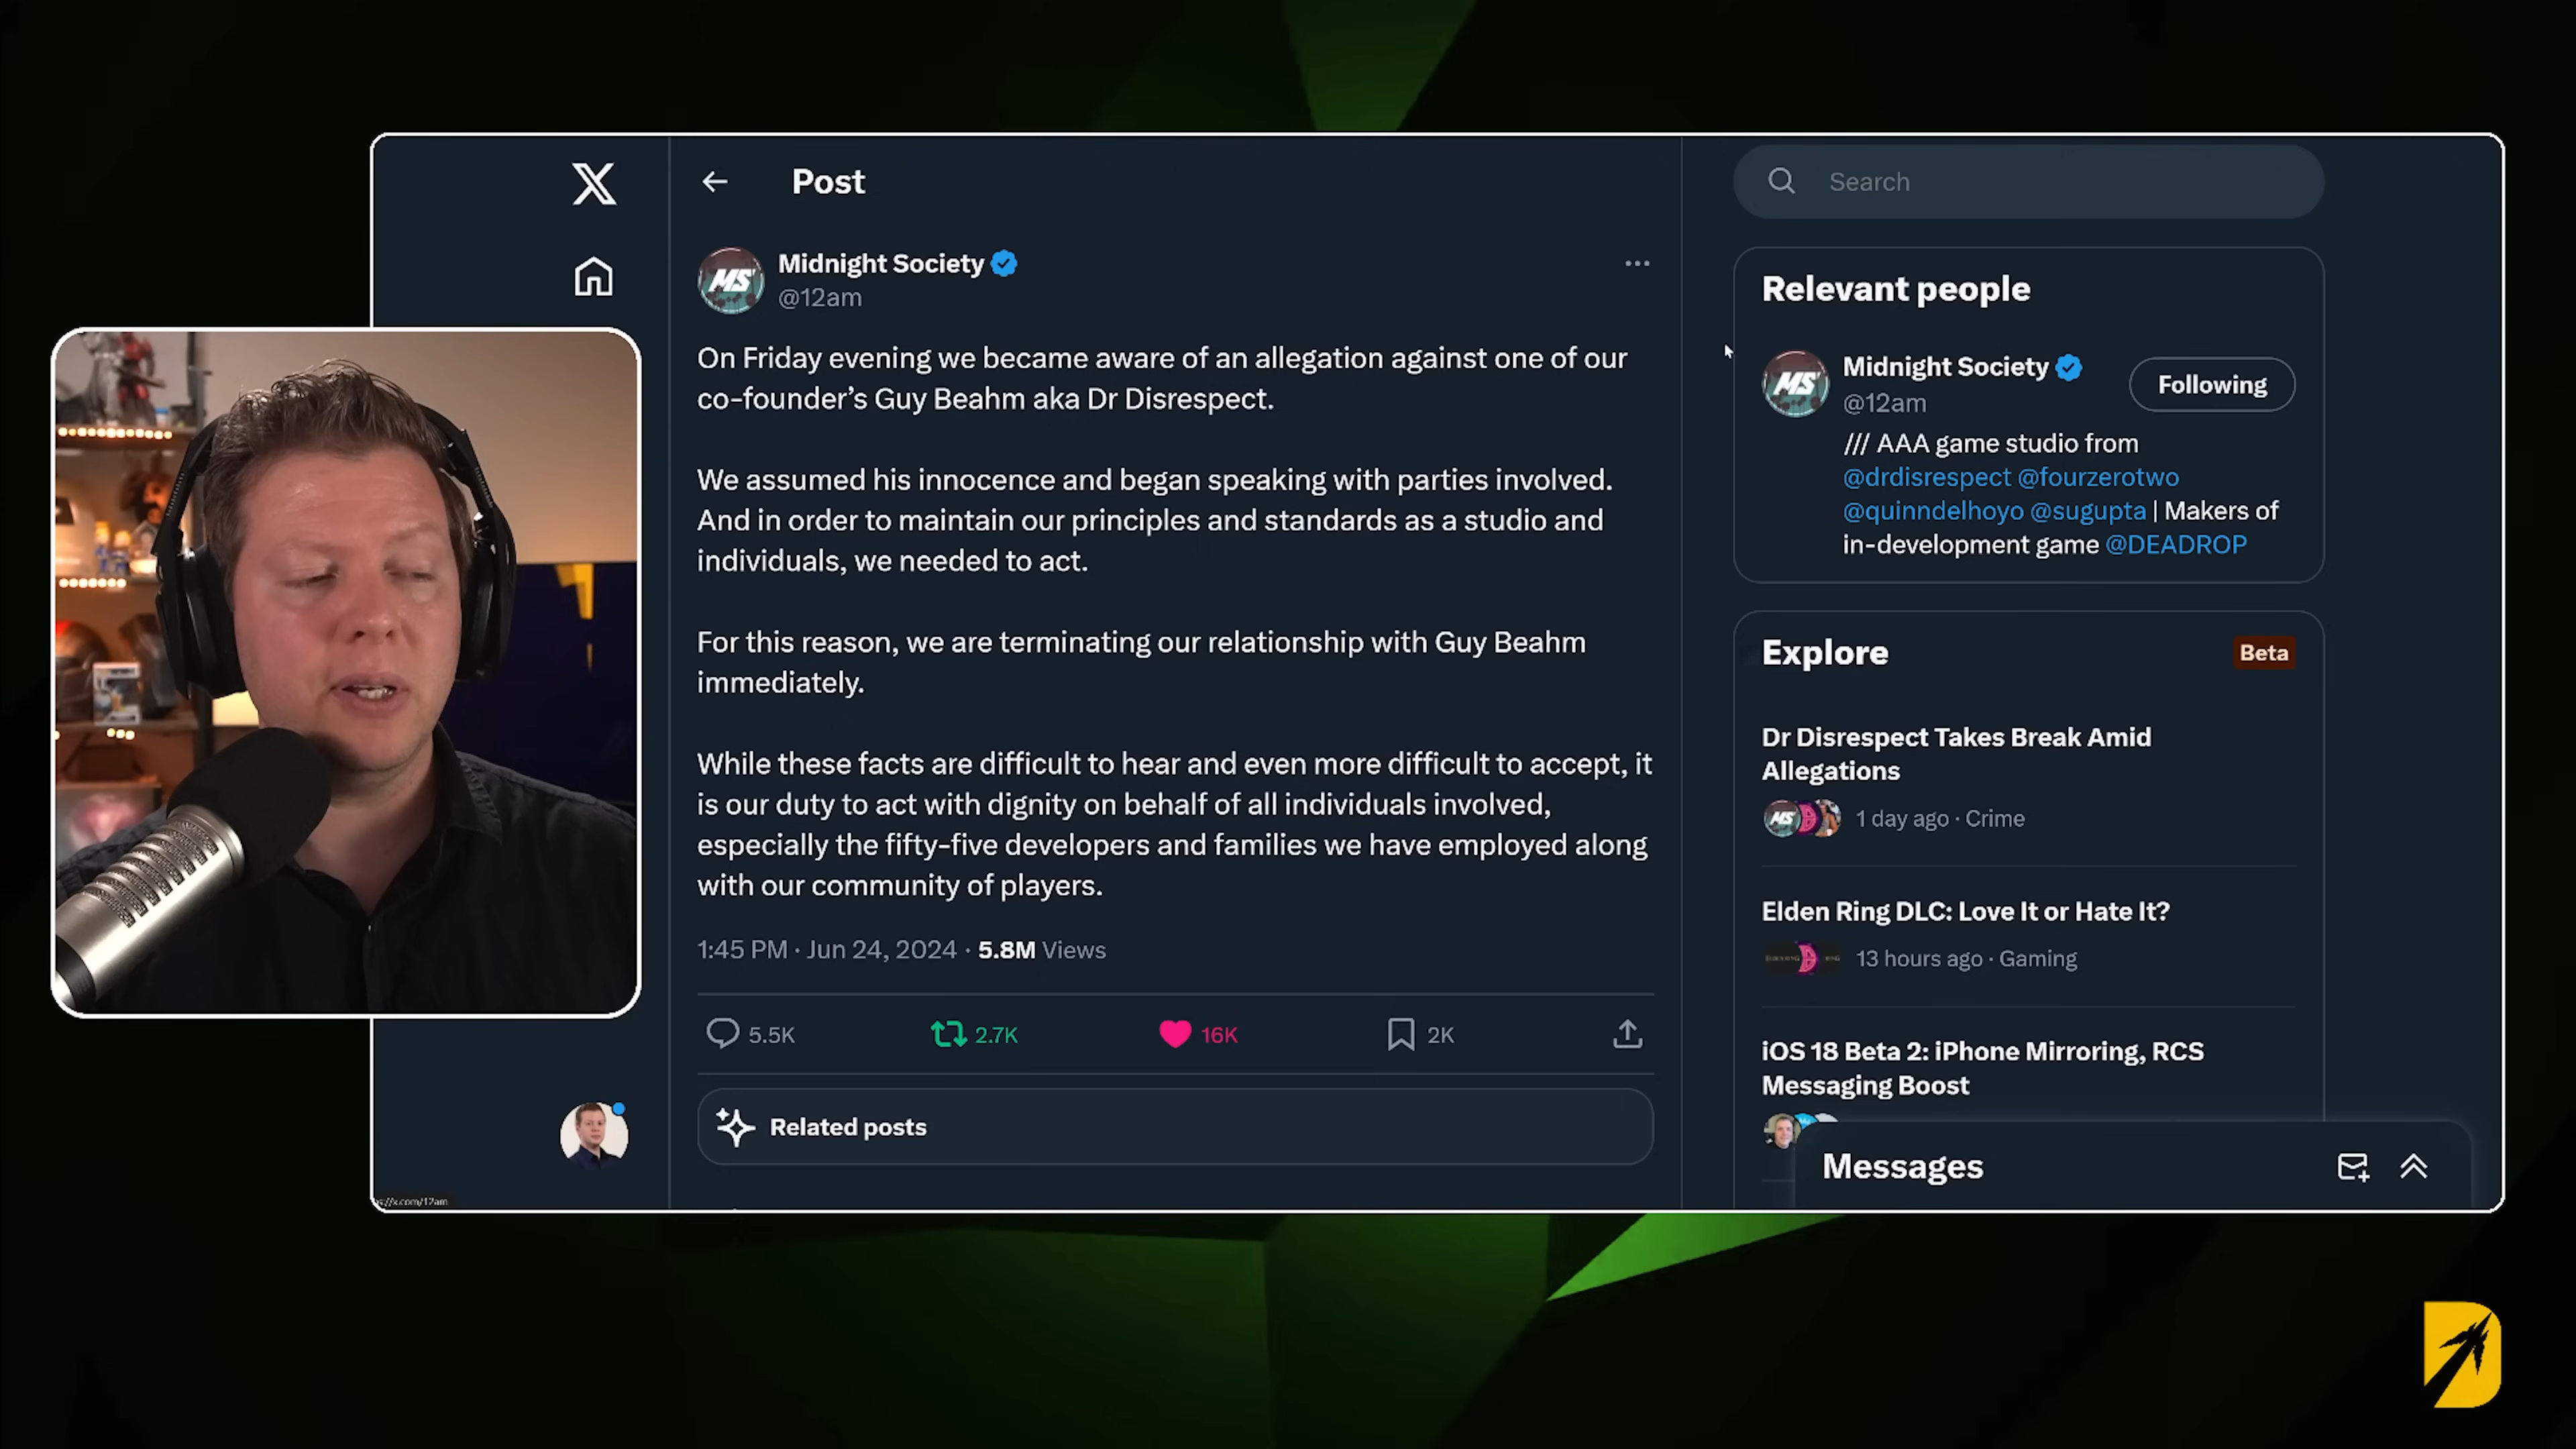 Post
Midnight Society
@12am
On Friday evening we became aware of an allegation against one of our
co-founder’s Guy Beahm aka Dr Disrespect.
We assumed his innocence and began speaking with parties involved.
And in order to maintain our principles and standards as a studio and
individuals, we needed to act.
For this reason, we are terminating our relationship with Guy Beahm
immediately.
While these facts are difficult to hear and even more difficult to accept, it
is our duty to act with dignity on behalf of all individuals involved,
especially the fifty-five developers and families we have employed along
with our community of players.
1:45 PM · Jun 24, 2024 · 5.8M Views
5.5K 2.7K 16K 2K
Related posts
Search
Relevant people
MS
Midnight Society
@12am
Following
/// AAA game studio from
@drdisrespect @fourzerotwo
@quinndelhoyo @sugupta | Makers of
in-development game @DEADROP
Explore
Beta
Dr Disrespect Takes Break Amid
Allegations
1 day ago · Crime
Elden Ring DLC: Love It or Hate It?
13 hours ago · Gaming
iOS 18 Beta 2: iPhone Mirroring, RCS
Messaging Boost
Messages
MS
s://x.com/12am